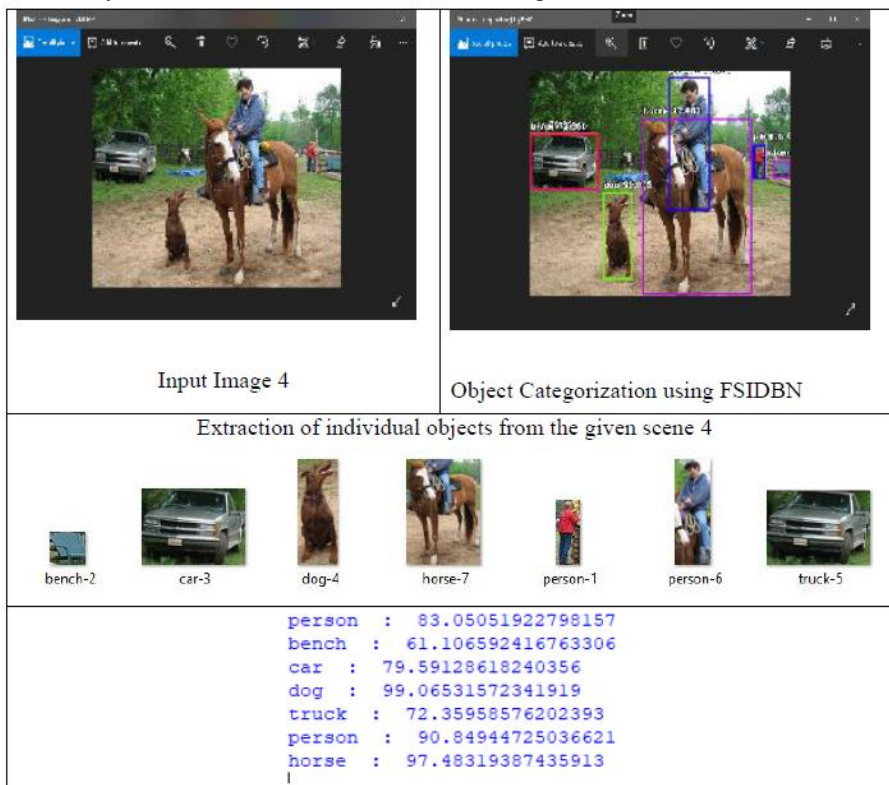 Input Image 4
Object Categorization using FSIDBN
Extraction of individual objects from the given scene 4
bench-2
car-3
dog-4
horse-7
person-1
person-6
truck-5
person : 83.05051922798157
bench : 61.106592416763306
car : 79.59128618240356
dog : 99.06531572341919
truck : 72.35958576202393
person : 90.84944725036621
horse : 97.48319387435913